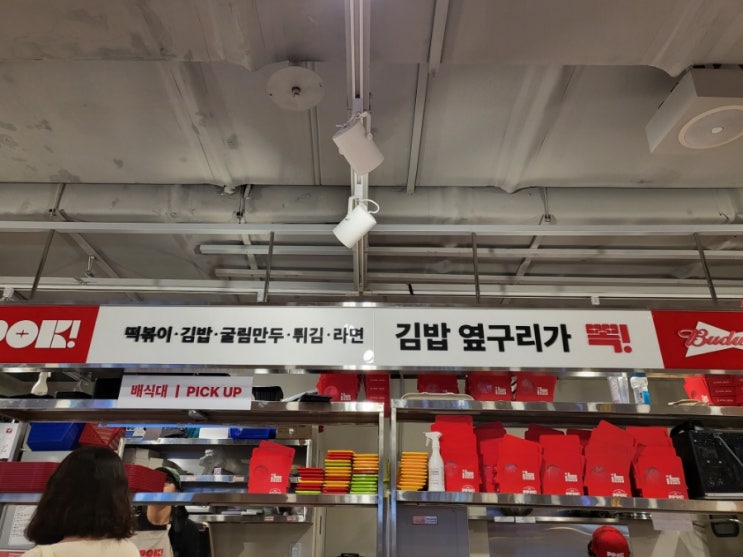 POK!
떡볶이·김밥·굴림만두·튀김·라면
김밥 옆구리가 뽁!
배식대 | PICK UP